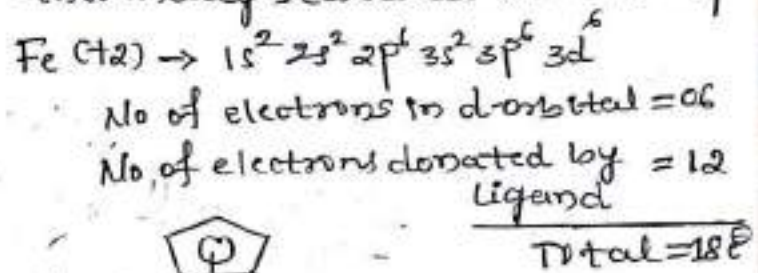 Fe (+2) → 1s² 2s² 2p⁶ 3s² 3p⁶ 3d⁶
No of electrons in d-orbital = 06
No, of electrons donated by = 12
Ligand
Total = 18e⁻